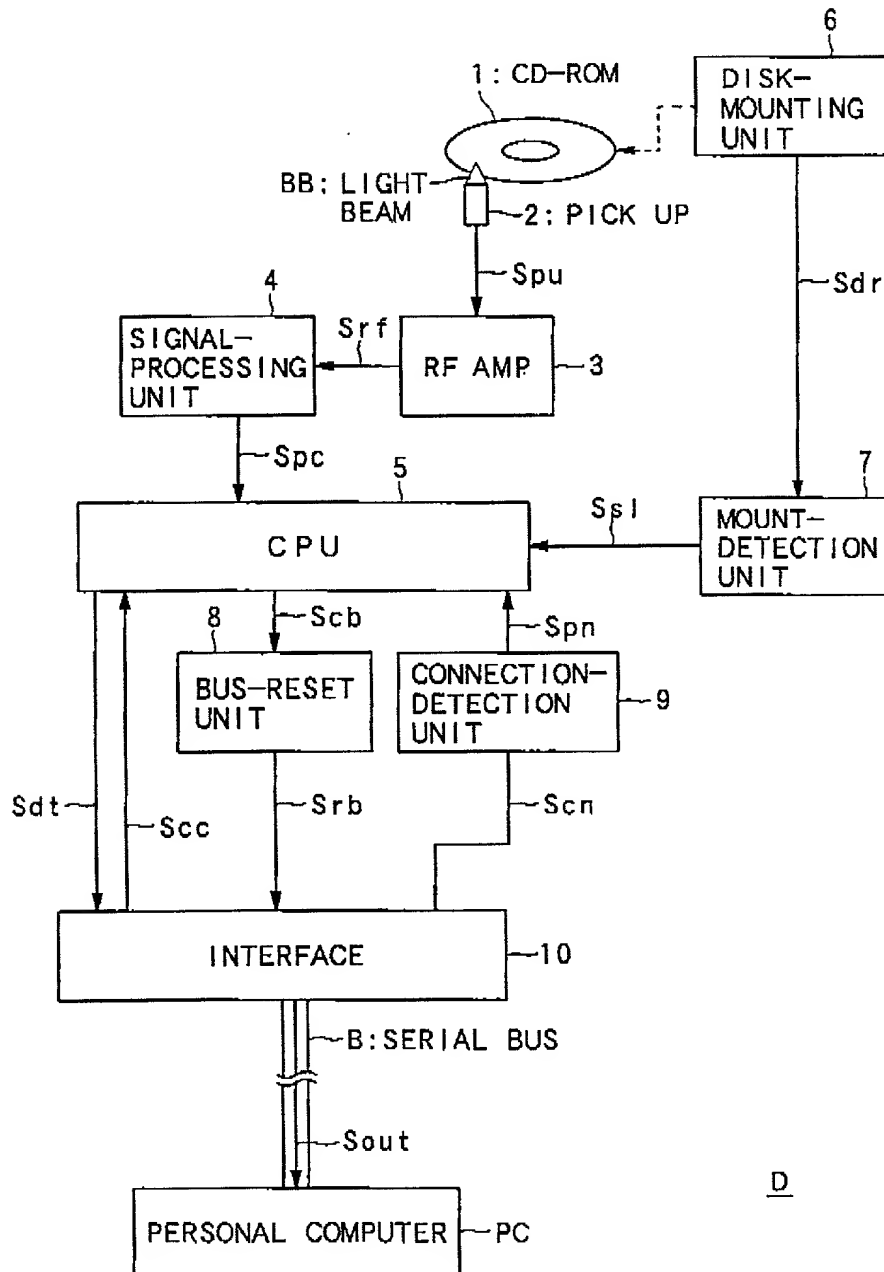 6
1: CD-ROM
DISK-
MOUNTING
UNIT
BB: LIGHT
BEAM
2: PICK UP
Spu
Sdr
4
SIGNAL-
PROCESSING
UNIT
Srf
RF AMP
3
Spc
5
7
CPU
Ssl
MOUNT-
DETECTION
UNIT
8
Scb
Spn
BUS-RESET
UNIT
CONNECTION-
DETECTION
UNIT
9
Sdt
Scc
Srb
Scn
INTERFACE
10
B:SERIAL BUS
Sout
D
PERSONAL COMPUTER
PC